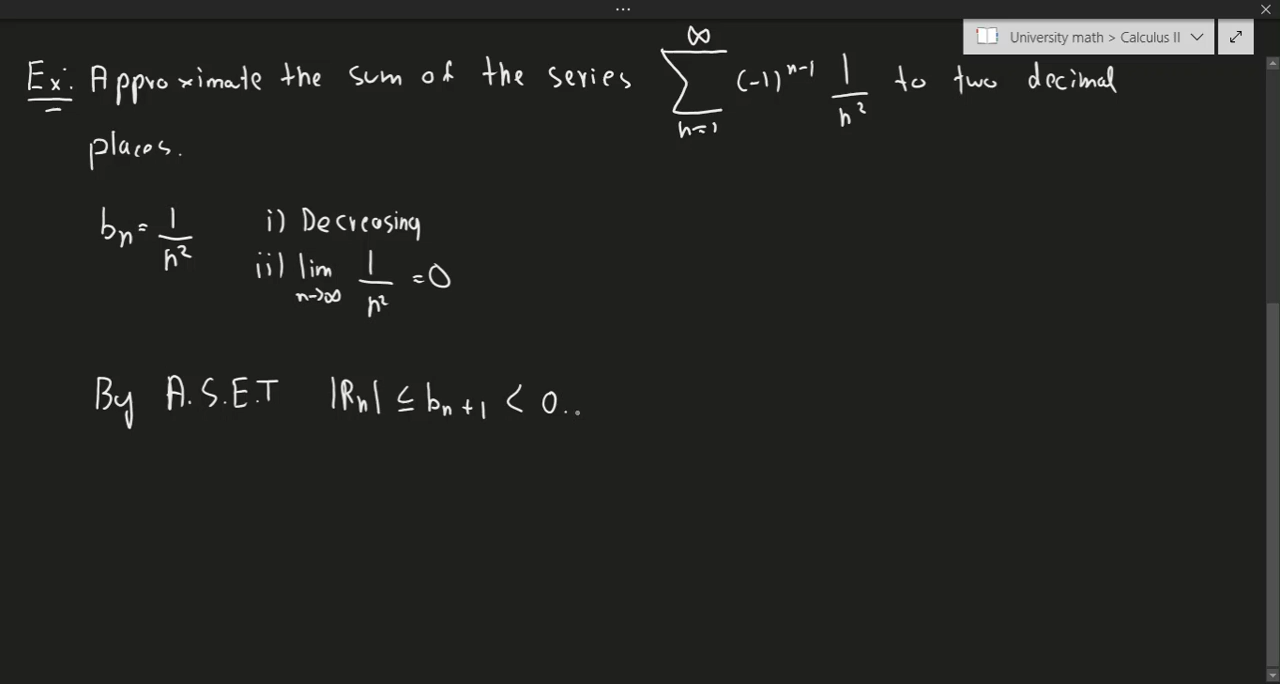 ...
University math > Calculus II
Ex: Approximate the sum of the series ∑_{n=1}^{∞} (-1)^{n-1} 1/n² to two decimal
places.
b_n = 1/n² i) Decreasing
ii) lim_{n→∞} 1/n² = 0
By A.S.E.T |R_n| ≤ b_{n+1} < 0..